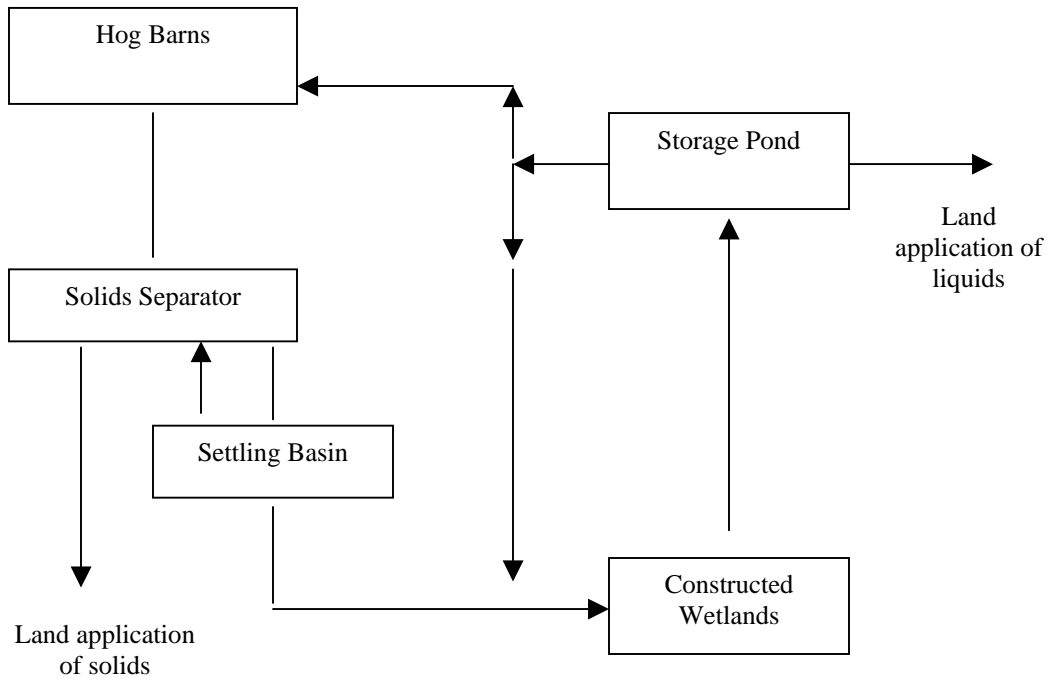 Hog Barns
Storage Pond
Land
application of
liquids
Solids Separator
Settling Basin
Constructed
Wetlands
Land application
of solids